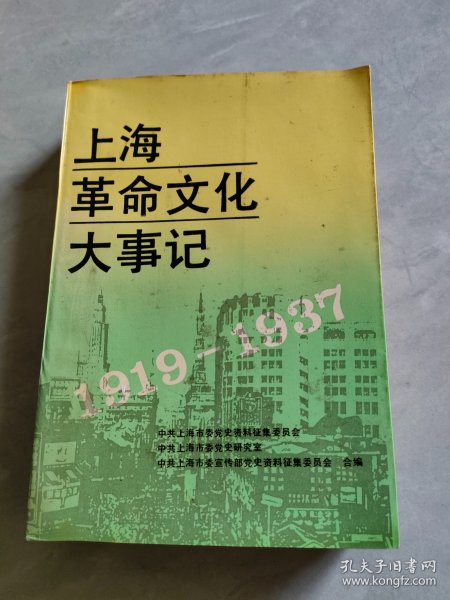 上海
革命文化
大事记
1919-1937
中共上海市委党史资料征集委员会
中共上海市委党史研究室
中共上海市委宣传部党史资料征集委员会 合编
孔夫子旧书网
www.kongfz.com